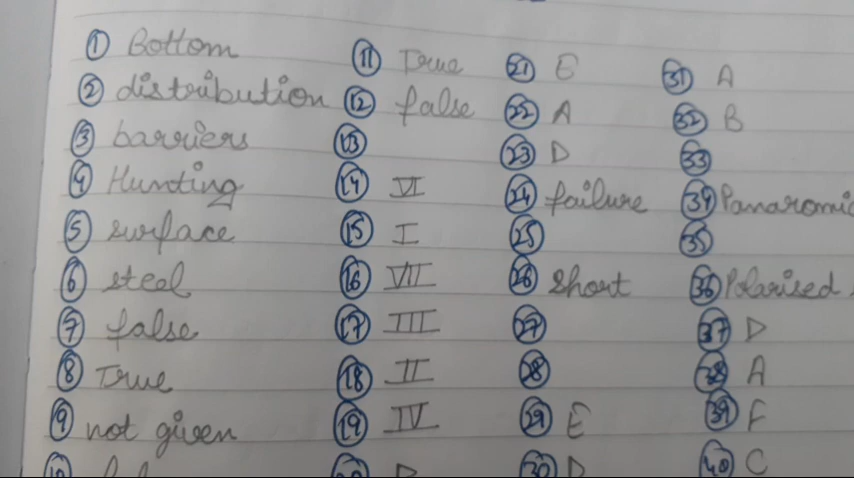 ① Bottom
② distribution
③ barriers
④ Hunting
⑤ surface
⑥ steel
⑦ false
⑧ True
⑨ not given
⑪ True
⑫ false
⑬
⑭ VI
⑮ I
⑯ VII
⑰ III
⑱ II
⑲ IV
D
㉑ E
㉒ A
㉓ D
㉔ failure
㉕
㉖ Short
㉗
㉘
㉙ E
㉚ D
㉛ A
㉜ B
㉝
㉞ Panaromic
㉟
㊱ Polarised
㊲ D
㊳ A
㊴ F
㊵ C